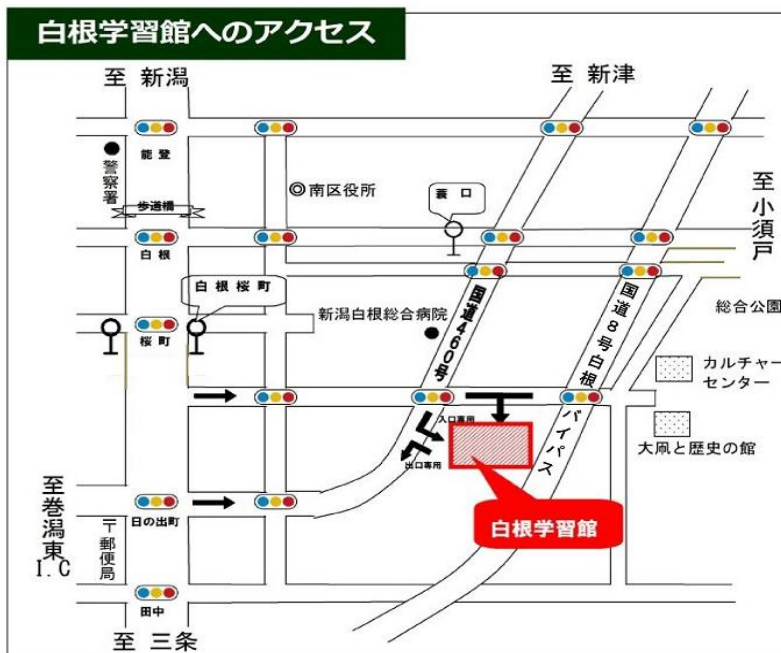 白根学習館へのアクセス
至 新潟
至 新津
能登
警察署
歩道橋
南区役所
蓑口
至小須戸
白根
白根桜町
桜町
新潟白根総合病院
国道460号
国道8号白根バイパス
総合公園
カルチャー
センター
大凧と歴史の館
入口専用
出口専用
白根学習館
至巻潟東
I.C
日の出町
〒郵便局
田中
至 三条